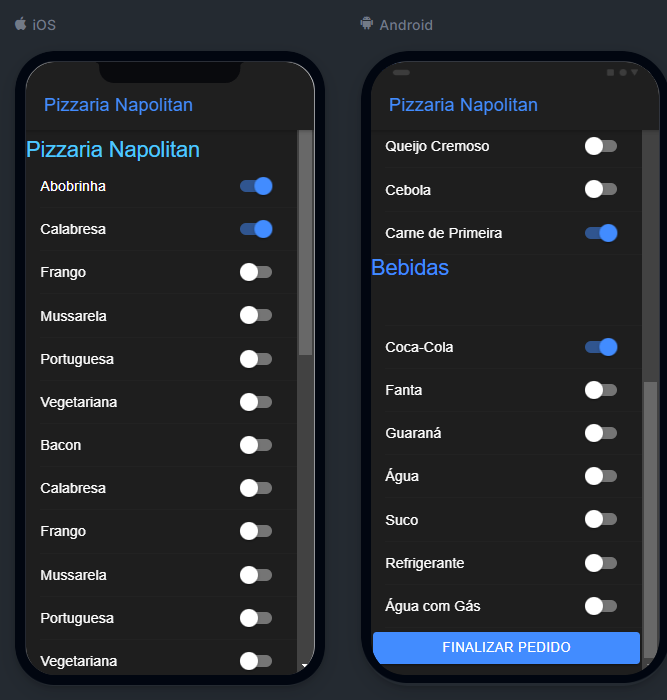 iOS
Pizzaria Napolitan
Pizzaria Napolitan
Abobrinha
Calabresa
Frango
Mussarela
Portuguesa
Vegetariana
Bacon
Calabresa
Frango
Mussarela
Portuguesa
Vegetariana
Android
Pizzaria Napolitan
Queijo Cremoso
Cebola
Carne de Primeira
Bebidas
Coca-Cola
Fanta
Guaraná
Água
Suco
Refrigerante
Água com Gás
FINALIZAR PEDIDO